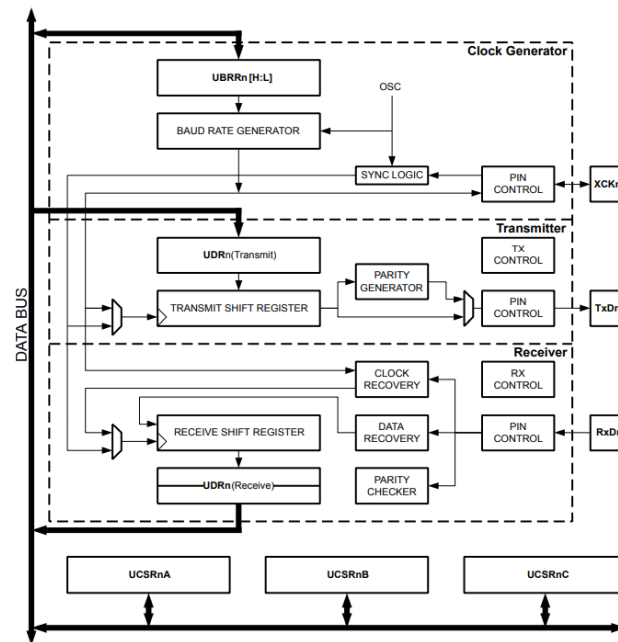 Clock Generator
UBRRn [H:L]
OSC
BAUD RATE GENERATOR
SYNC LOGIC
PIN
CONTROL
XCKn
Transmitter
UDRn(Transmit)
TX
CONTROL
PARITY
GENERATOR
TRANSMIT SHIFT REGISTER
PIN
CONTROL
TxDn
DATA BUS
Receiver
CLOCK
RECOVERY
RX
CONTROL
RECEIVE SHIFT REGISTER
DATA
RECOVERY
PIN
CONTROL
RxDn
UDRn(Receive)
PARITY
CHECKER
UCSRnA
UCSRnB
UCSRnC